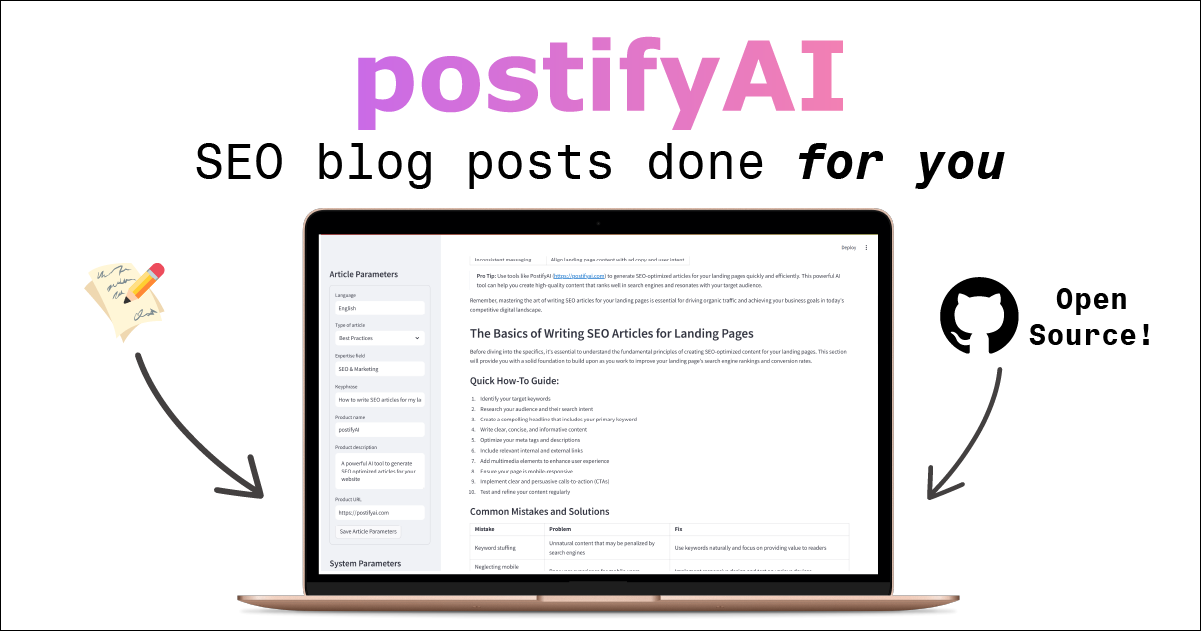 postifyAI
SEO blog posts done for you
Deploy
Article Parameters
Language
English
Type of article
Best Practices
Expertise field
SEO & Marketing
Keyphrase
How to write SEO articles for my la
Product name
postifyAI
Product description
A powerful AI tool to generate
SEO optimized articles for your
website
Product URL
https://postifyai.com
Save Article Parameters
System Parameters
Inconsistent messaging
Align landing page content with ad copy and user intent
Pro Tip: Use tools like PostifyAI (https://postifyai.com) to generate SEO-optimized articles for your landing pages quickly and efficiently. This powerful AI
tool can help you create high-quality content that ranks well in search engines and resonates with your target audience.
Remember, mastering the art of writing SEO articles for your landing pages is essential for driving organic traffic and achieving your business goals in today's
competitive digital landscape.
The Basics of Writing SEO Articles for Landing Pages
Before diving into the specifics, it's essential to understand the fundamental principles of creating SEO-optimized content for your landing pages. This section
will provide you with a solid foundation to build upon as you work to improve your landing page's search engine rankings and conversion rates.
Quick How-To Guide:
1. Identify your target keywords
2. Research your audience and their search intent
3. Create a compelling headline that includes your primary keyword
4. Write clear, concise, and informative content
5. Optimize your meta tags and descriptions
6. Include relevant internal and external links
7. Add multimedia elements to enhance user experience
8. Ensure your page is mobile-responsive
9. Implement clear and persuasive calls-to-action (CTAs)
10. Test and refine your content regularly
Common Mistakes and Solutions
Mistake Problem Fix
Keyword stuffing
Unnatural content that may be penalized by
search engines
Use keywords naturally and focus on providing value to readers
Neglecting mobile
Open
Source!